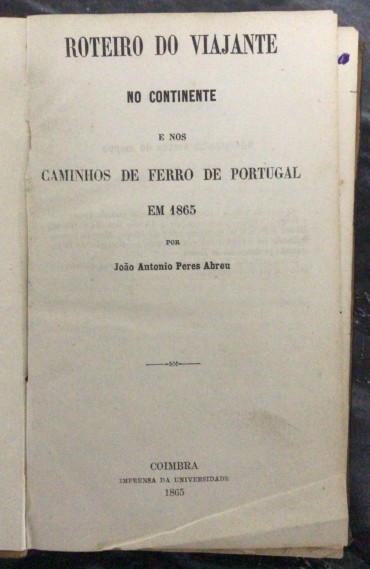 ROTEIRO DO VIAJANTE
NO CONTINENTE
E NOS
CAMINHOS DE FERRO DE PORTUGAL
EM 1865
POR
João Antonio Peres Abreu
COIMBRA
IMPRENSA DA UNIVERSIDADE
1865